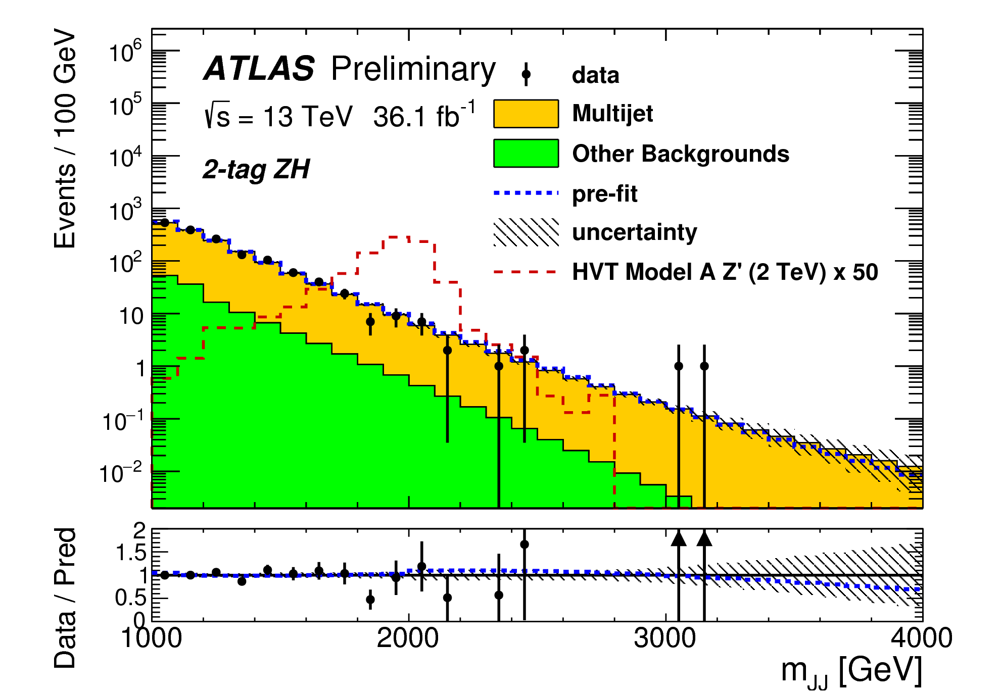 Events / 100 GeV
10⁶
10⁵
10⁴
10³
10²
10
1
10⁻¹
10⁻²
ATLAS Preliminary
√s = 13 TeV 36.1 fb⁻¹
2-tag ZH
data
Multijet
Other Backgrounds
pre-fit
uncertainty
HVT Model A Z' (2 TeV) x 50
Data / Pred
2
1.5
1
0.5
0
1000 2000 3000 4000
m_JJ [GeV]